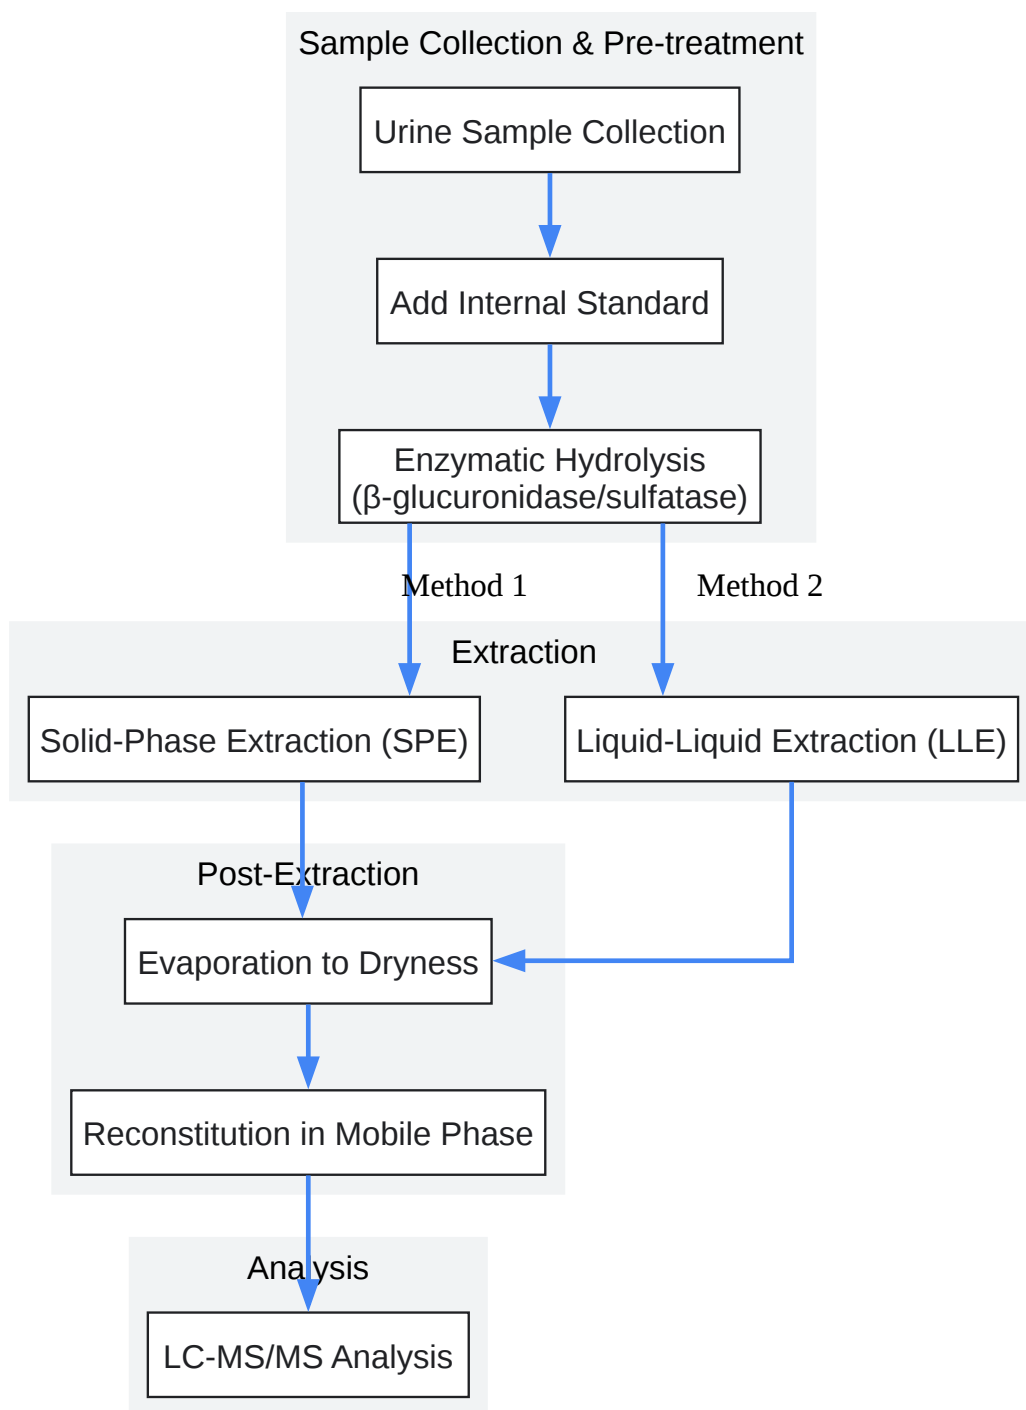 Sample Collection & Pre-treatment
Urine Sample Collection
Add Internal Standard
Enzymatic Hydrolysis
(β-glucuronidase/sulfatase)
Method 1
Method 2
Extraction
Solid-Phase Extraction (SPE)
Liquid-Liquid Extraction (LLE)
Post-Extraction
Evaporation to Dryness
Reconstitution in Mobile Phase
Analysis
LC-MS/MS Analysis